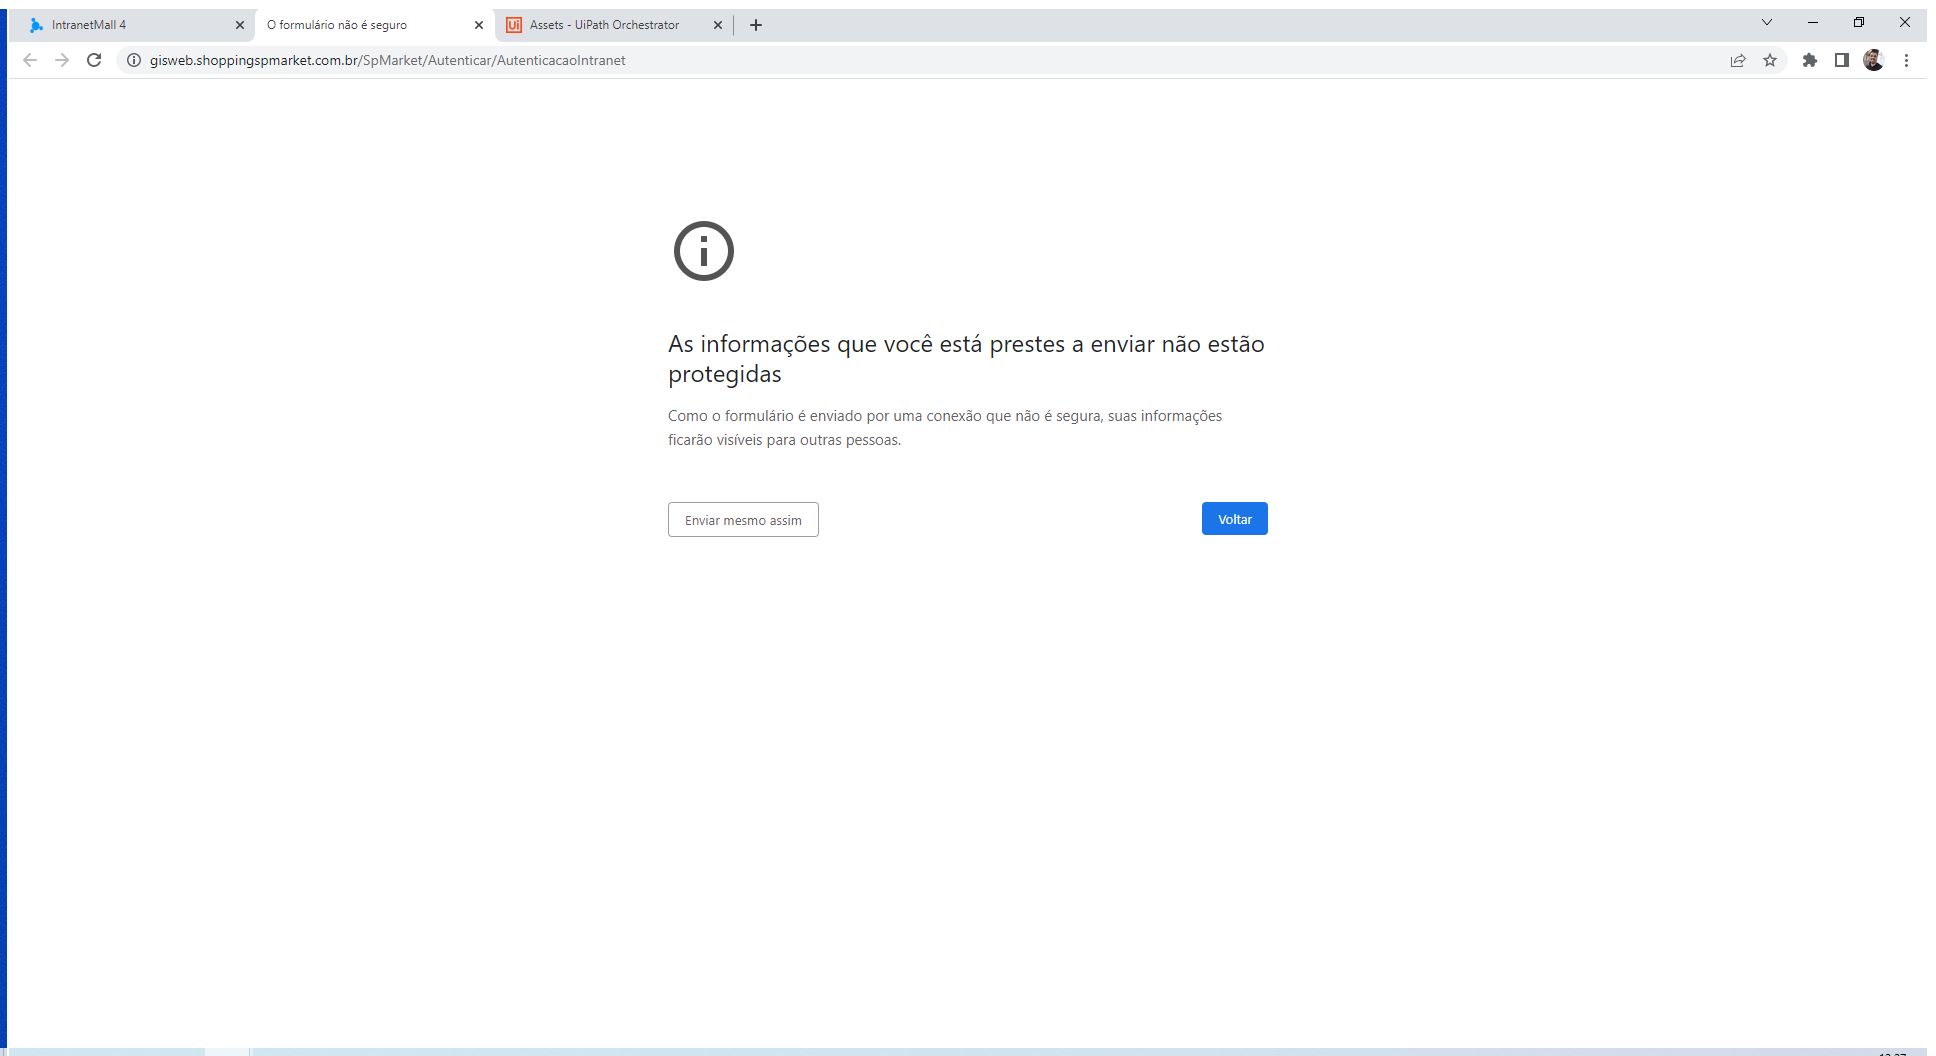 IntranetMall 4
O formulário não é seguro
Assets - UiPath Orchestrator
gisweb.shoppingspmarket.com.br/SpMarket/Autenticar/AutenticacaoIntranet
As informações que você está prestes a enviar não estão
protegidas
Como o formulário é enviado por uma conexão que não é segura, suas informações
ficarão visíveis para outras pessoas.
Enviar mesmo assim
Voltar